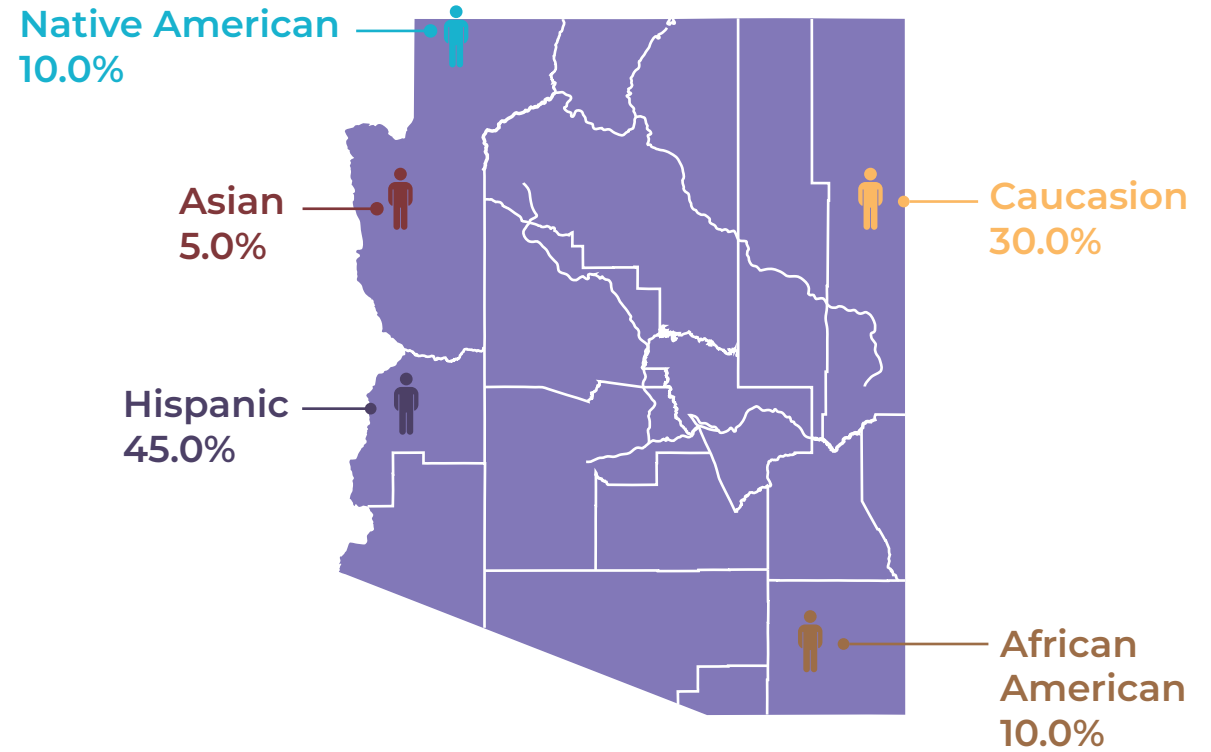 Native American
10.0%
Asian
5.0%
Caucasion
30.0%
Hispanic
45.0%
African
American
10.0%